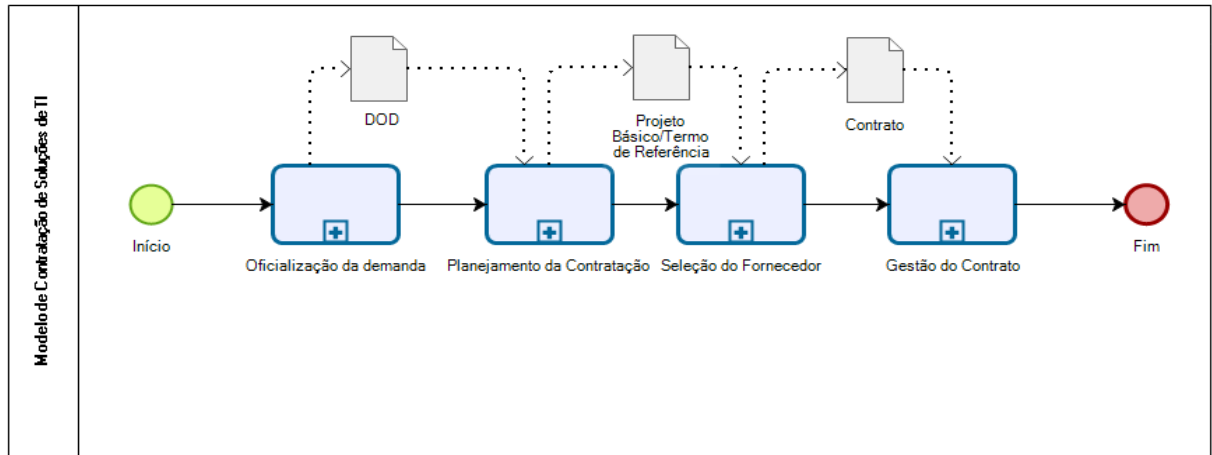 Modelo de Contratação de Soluções de TI
DOD
Projeto
Básico/Termo
de Referência
Contrato
Início
Oficialização da demanda
Planejamento da Contratação
Seleção do Fornecedor
Gestão do Contrato
Fim